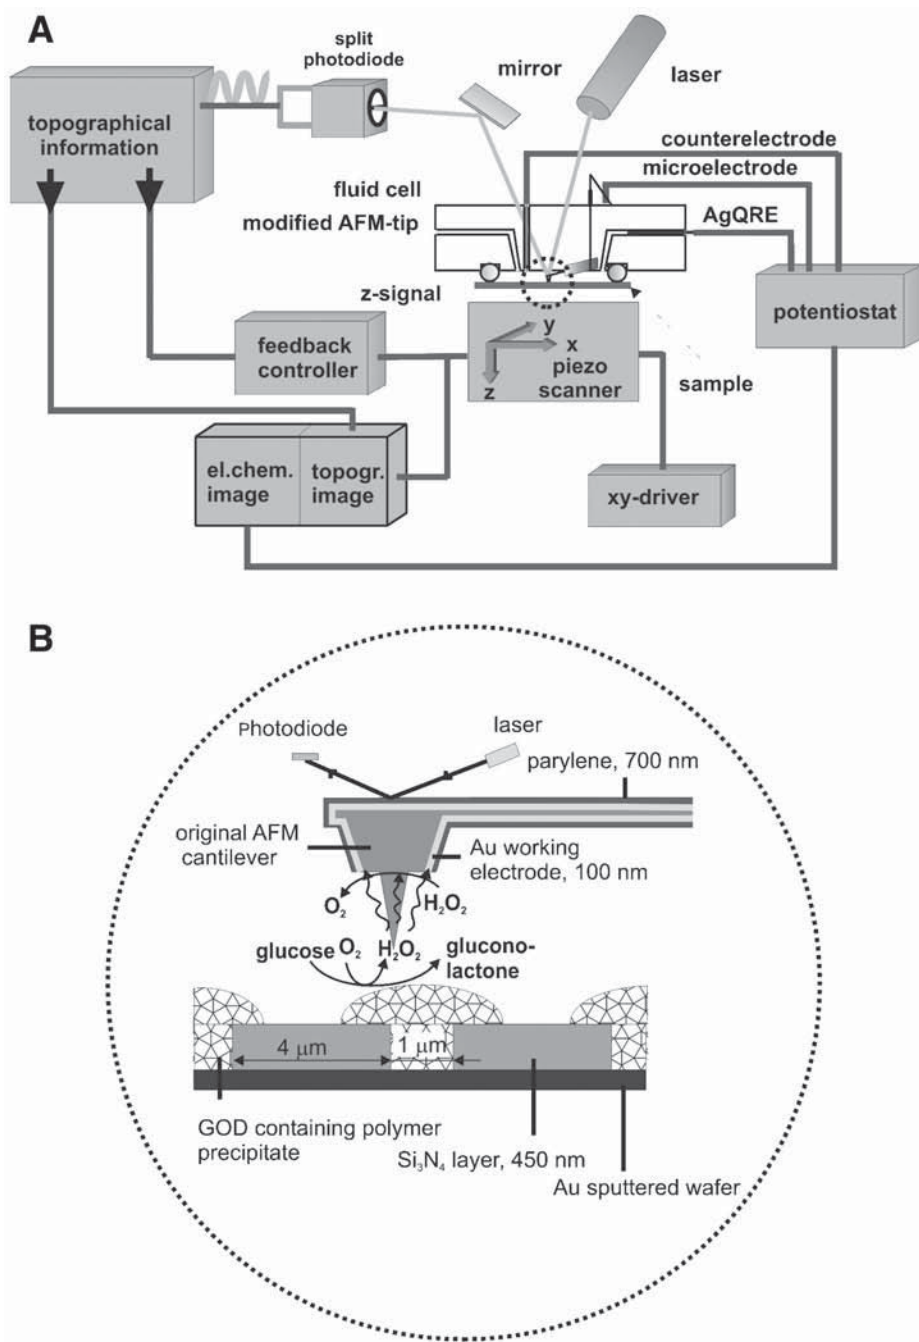 A
split
photodiode
mirror
laser
topographical
information
counterelectrode
microelectrode
fluid cell
modified AFM-tip
AgQRE
z-signal
potentiostat
feedback
controller
y
x
z
piezo
scanner
sample
el.chem.
image
topogr.
image
xy-driver
B
Photodiode
laser
parylene, 700 nm
original AFM
cantilever
Au working
electrode, 100 nm
O₂
H₂O₂
glucose O₂
H₂O₂
glucono-
lactone
4 μm
1 μm
GOD containing polymer
precipitate
Si₃N₄ layer, 450 nm
Au sputtered wafer